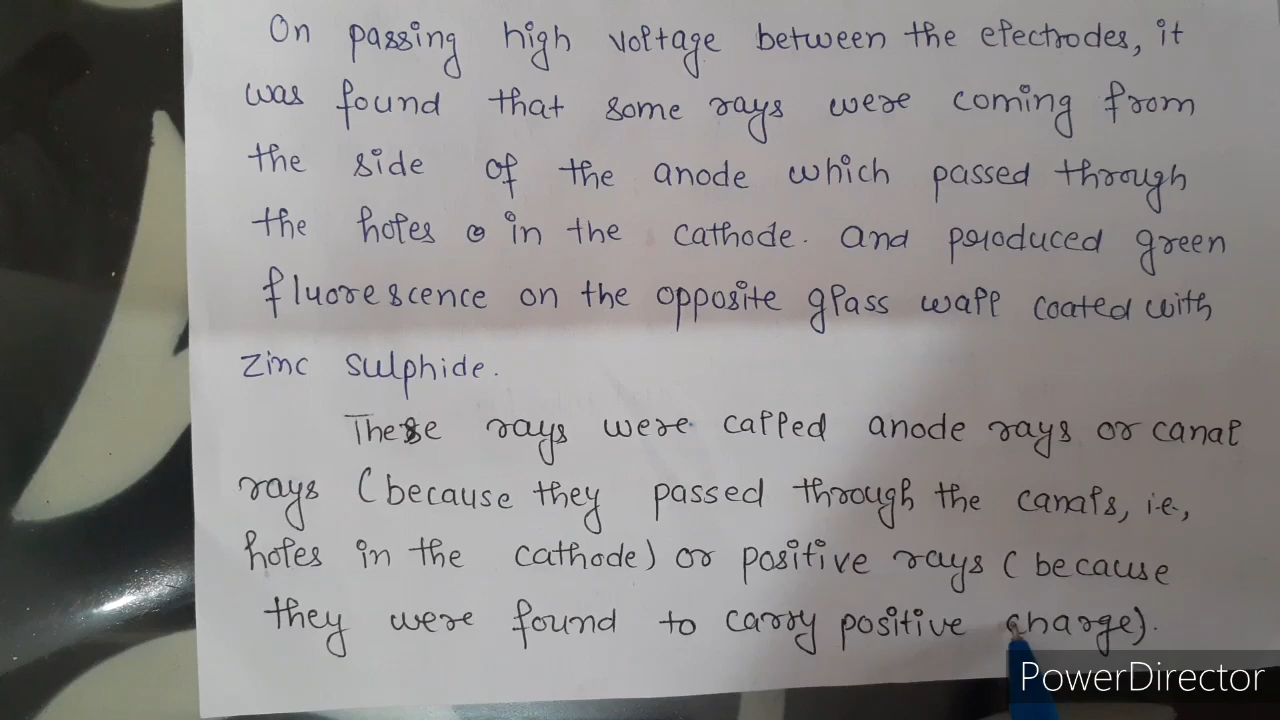 On passing high voltage between the electrodes, it
was found that some rays were coming from
the side of the anode which passed through
the holes in the cathode. and produced green
fluorescence on the opposite glass wall coated with
zinc sulphide.
These rays were called anode rays or canal
rays (because they passed through the canals, i.e.,
holes in the cathode) or positive rays (because
they were found to carry positive charge).
PowerDirector